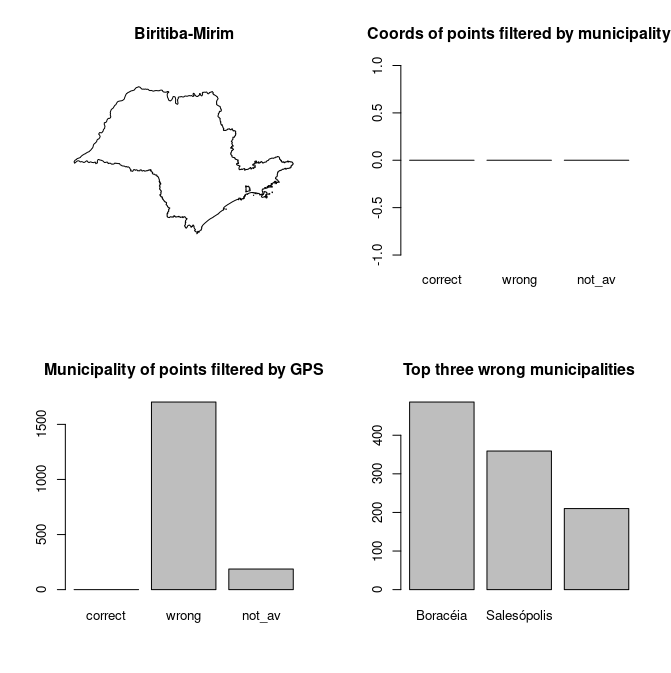 Biritiba-Mirim
Coords of points filtered by municipality
1.0
0.5
0.0
-0.5
-1.0
correct wrong not_av
Municipality of points filtered by GPS
1500
1000
500
0
correct wrong not_av
Top three wrong municipalities
400
300
200
100
0
Boracéia Salesópolis